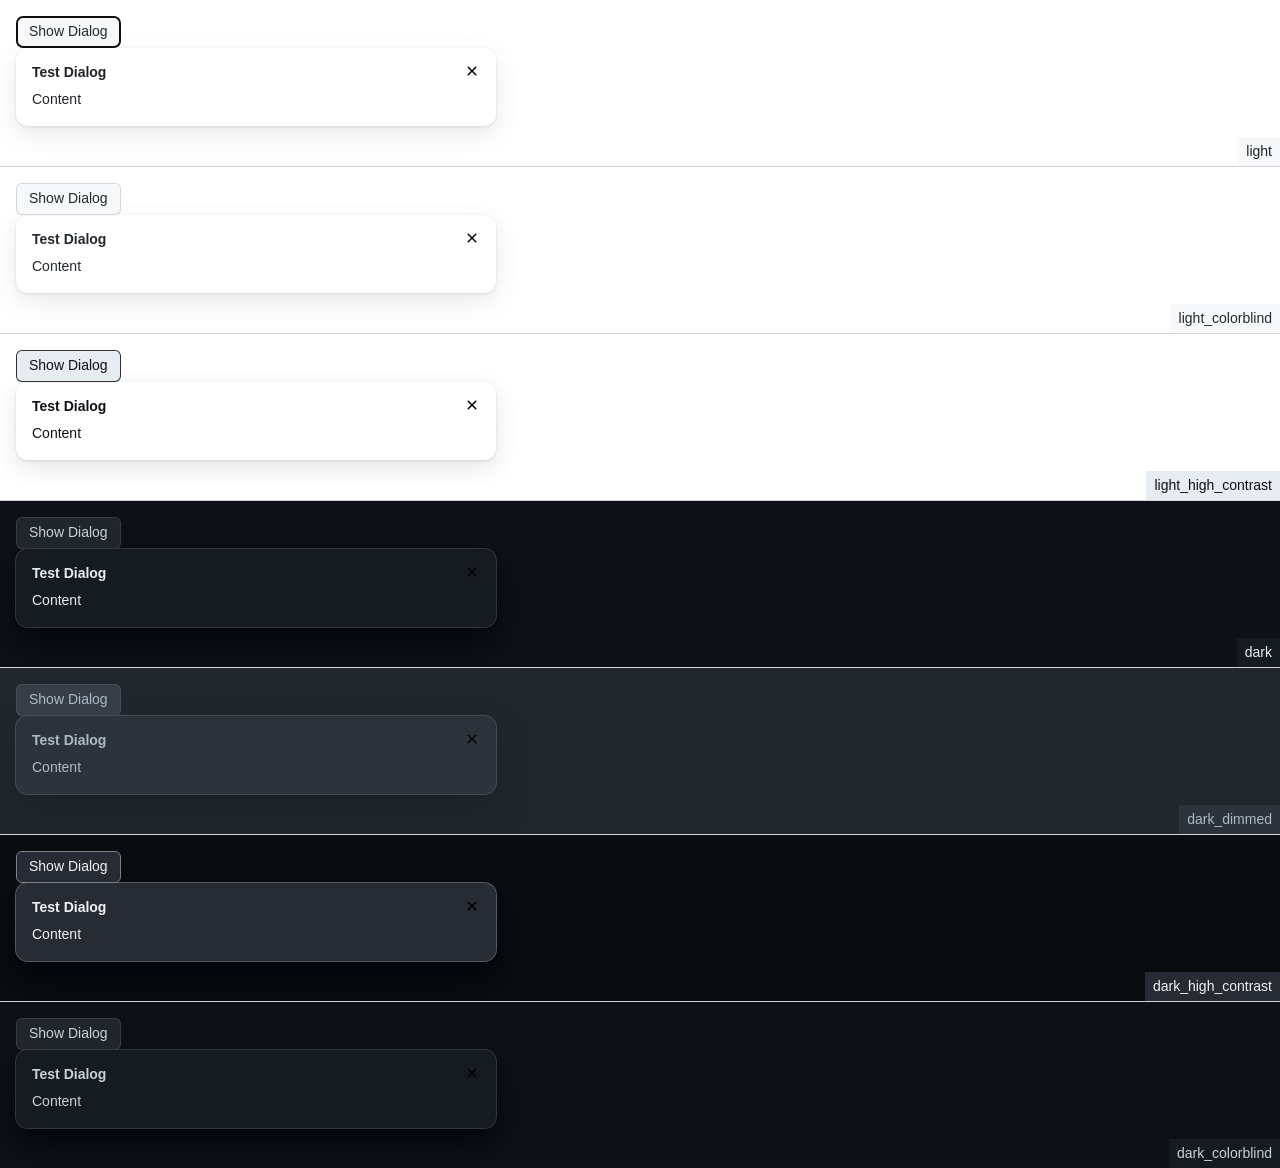 Show Dialog
Test Dialog ×
Content
light
Show Dialog
Test Dialog ×
Content
light_colorblind
Show Dialog
Test Dialog ×
Content
light_high_contrast
Show Dialog
Test Dialog ×
Content
dark
Show Dialog
Test Dialog ×
Content
dark_dimmed
Show Dialog
Test Dialog ×
Content
dark_high_contrast
Show Dialog
Test Dialog ×
Content
dark_colorblind